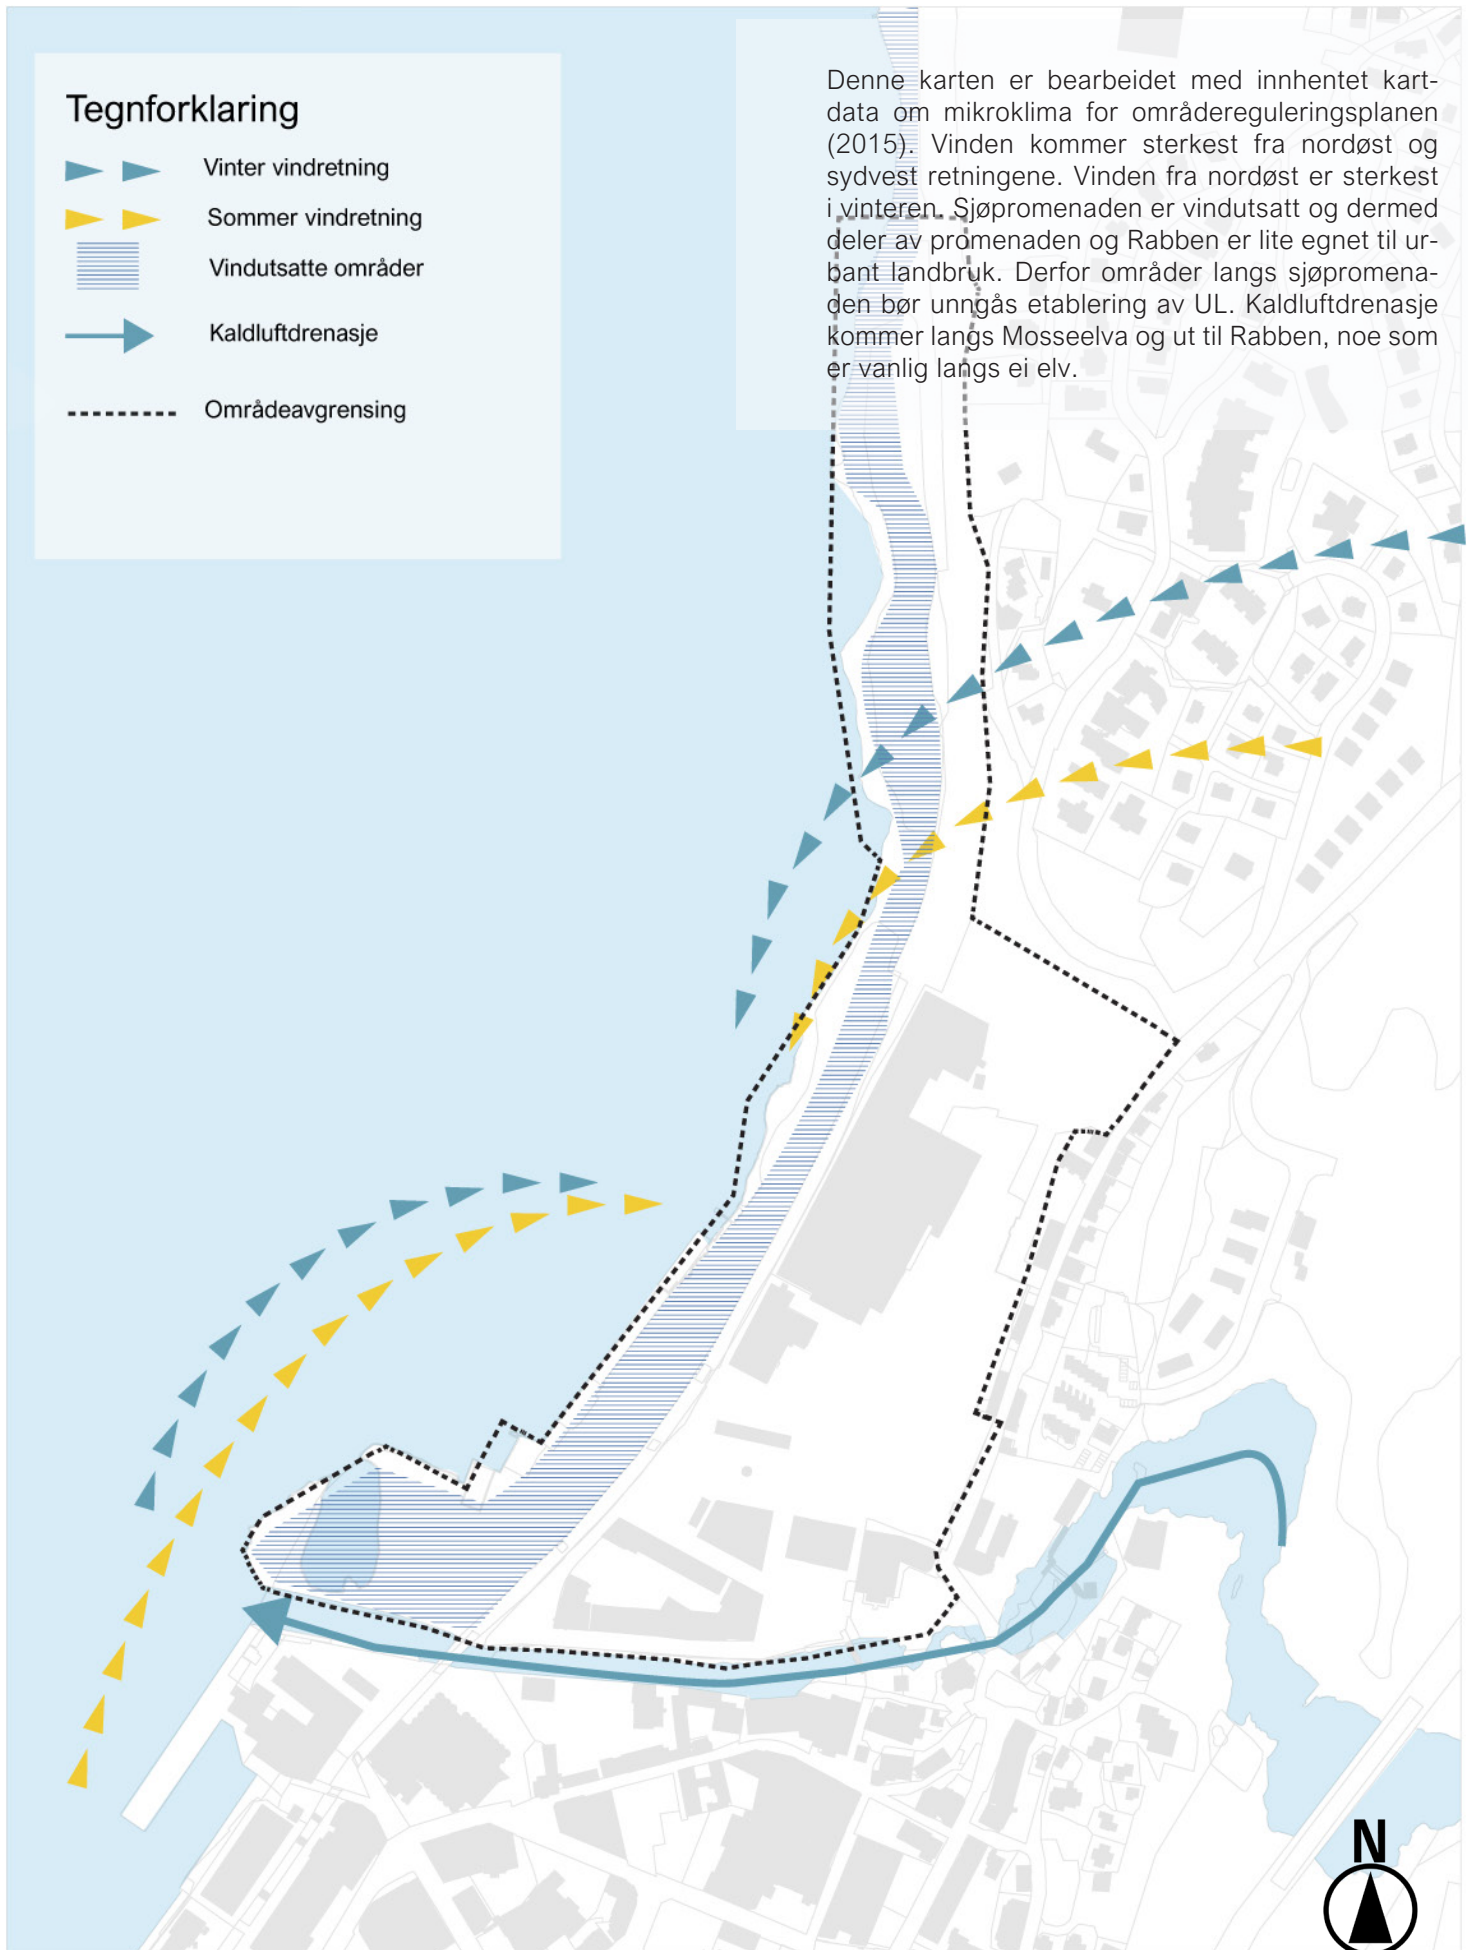 Tegnforklaring
Vinter vindretning
Sommer vindretning
Vindutsatte områder
Kaldluftdrenasje
Områdeavgrensing
Denne karten er bearbeidet med innhentet kart-
data om mikroklima for områdereguleringsplanen
(2015). Vinden kommer sterkest fra nordøst og
sydvest retningene. Vinden fra nordøst er sterkest
i vinteren. Sjøpromenaden er vindutsatt og dermed
deler av promenaden og Rabben er lite egnet til ur-
bant landbruk. Derfor områder langs sjøpromena-
den bør unngås etablering av UL. Kaldluftdrenasje
kommer langs Mosseelva og ut til Rabben, noe som
er vanlig langs ei elv.
N